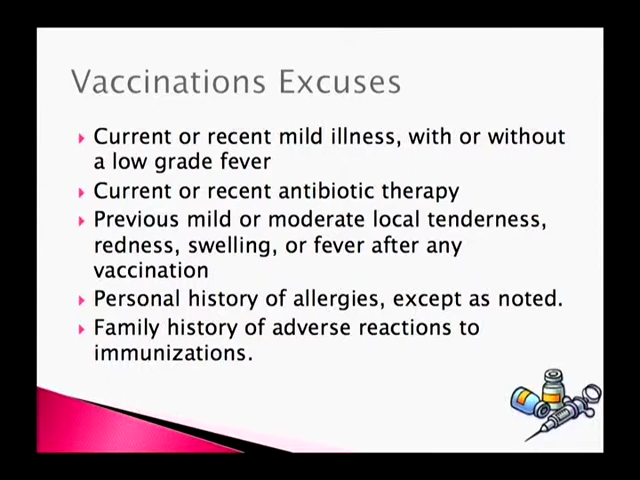 Vaccinations Excuses
Current or recent mild illness, with or without
a low grade fever
Current or recent antibiotic therapy
Previous mild or moderate local tenderness,
redness, swelling, or fever after any
vaccination
Personal history of allergies, except as noted.
Family history of adverse reactions to
immunizations.